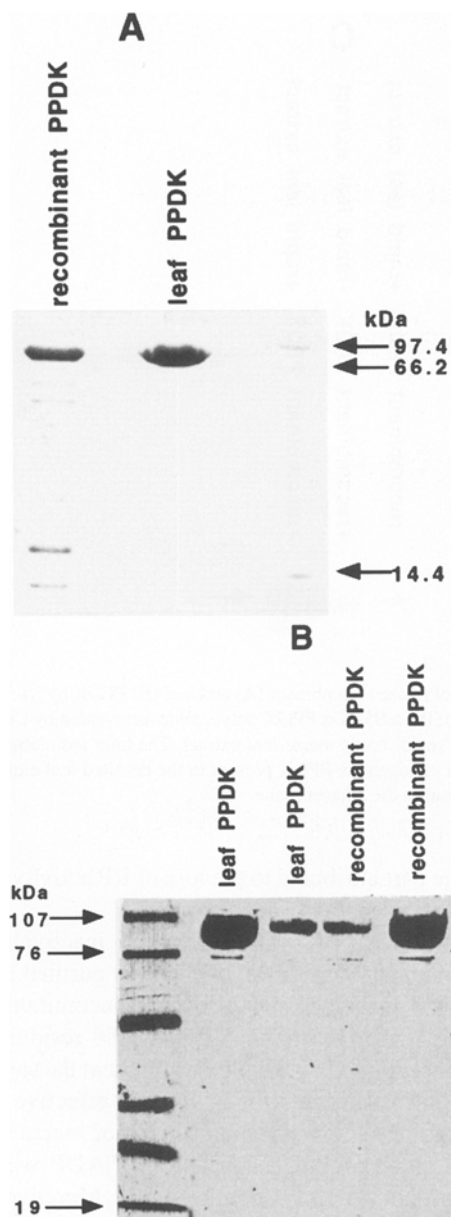 A
recombinant PPDK
leaf PPDK
kDa
97.4
66.2
14.4
B
leaf PPDK
leaf PPDK
recombinant PPDK
recombinant PPDK
kDa
107
76
19